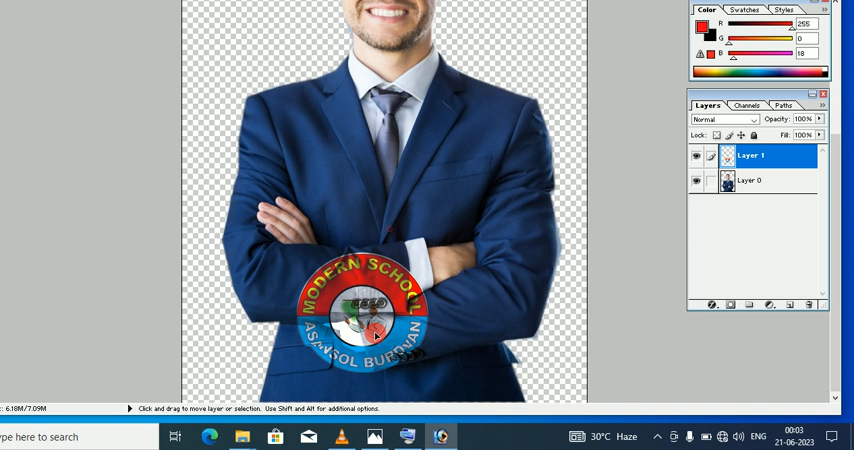 Color Swatches Styles
R 255
G 0
B 18
Layers Channels Paths
Normal Opacity: 100%
Lock: Fill: 100%
Layer 1
Layer 0
MODERN SCHOOL
ASANSOL BURDWAN
: 6.18M/7.09M Click and drag to move layer or selection. Use Shift and Alt for additional options.
ype here to search
30°C Haze
ENG
00:03
21-06-2023